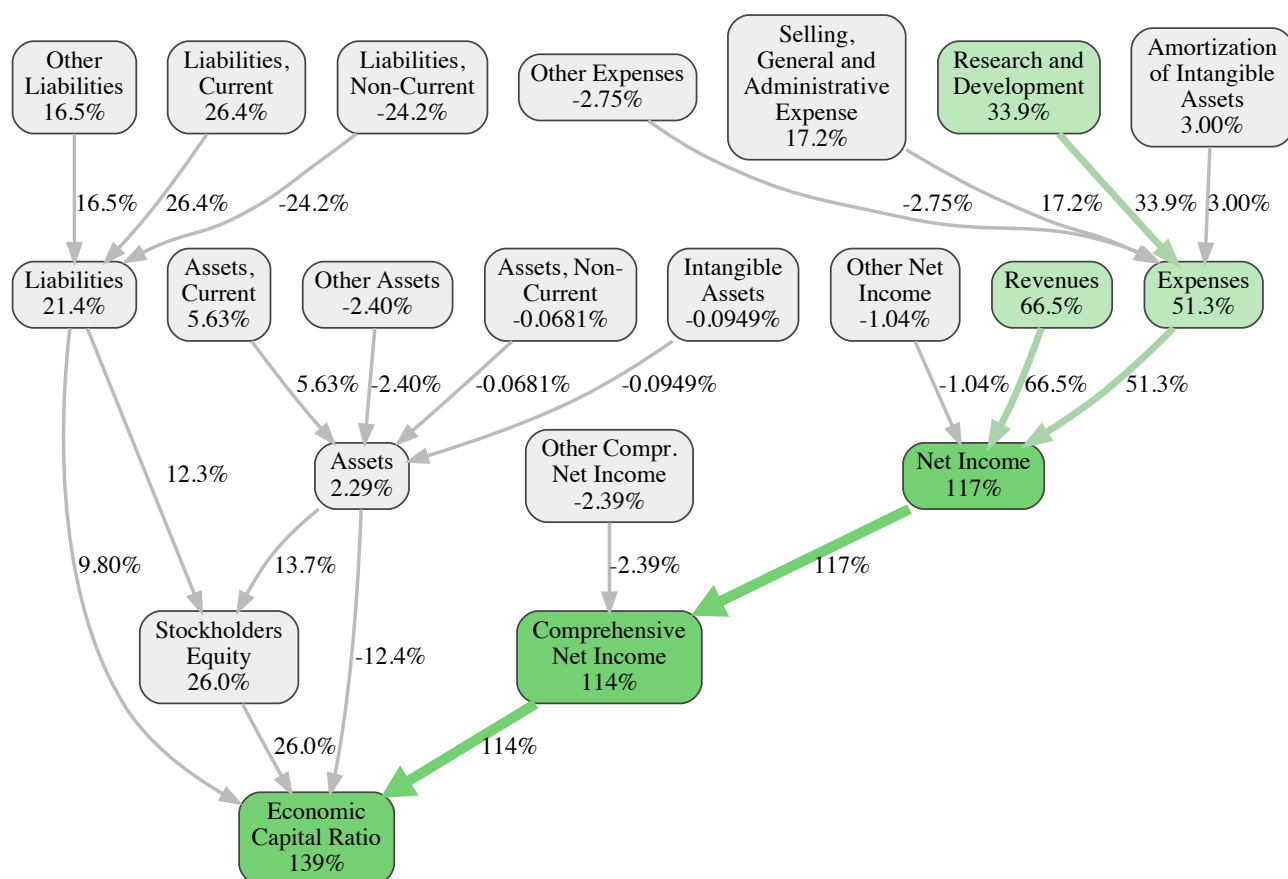 Other
Liabilities
16.5%
Liabilities,
Current
26.4%
Liabilities,
Non-Current
-24.2%
Other Expenses
-2.75%
Selling,
General and
Administrative
Expense
17.2%
Research and
Development
33.9%
Amortization
of Intangible
Assets
3.00%
16.5%
26.4%
-24.2%
-2.75%
17.2%
33.9%
3.00%
Liabilities
21.4%
Assets,
Current
5.63%
Other Assets
-2.40%
Assets, Non-
Current
-0.0681%
Intangible
Assets
-0.0949%
Other Net
Income
-1.04%
Revenues
66.5%
Expenses
51.3%
5.63%
-2.40%
-0.0681%
-0.0949%
-1.04%
66.5%
51.3%
Assets
2.29%
Other Compr.
Net Income
-2.39%
Net Income
117%
12.3%
9.80%
13.7%
-12.4%
-2.39%
117%
Stockholders
Equity
26.0%
Comprehensive
Net Income
114%
26.0%
114%
Economic
Capital Ratio
139%